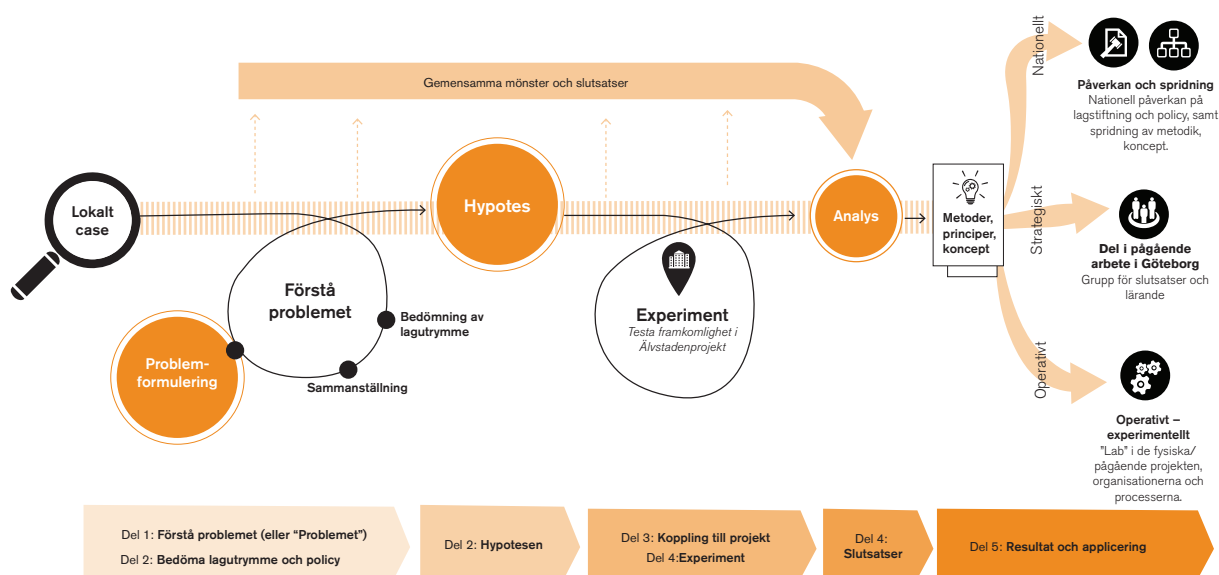 Gemensamma mönster och slutsatser
Lokalt
case
Förstå
problemet
Bedömning av
lagutrymme
Sammanställning
Problem-
formulering
Hypotes
Experiment
Testa framkomlighet i
Älvstadenprojekt
Analys
Metoder,
principer,
koncept
Nationellt
Strategiskt
Operativt
Påverkan och spridning
Nationell påverkan på
lagstiftning och policy, samt
spridning av metodik,
koncept.
Del i pågående
arbete i Göteborg
Grupp för slutsatser och
lärande
Operativt –
experimentellt
"Lab" i de fysiska/
pågående projekten,
organisationerna och
processerna.
Del 1: Förstå problemet (eller “Problemet”)
Del 2: Bedöma lagutrymme och policy
Del 2: Hypotesen
Del 3: Koppling till projekt
Del 4:Experiment
Del 4:
Slutsatser
Del 5: Resultat och applicering